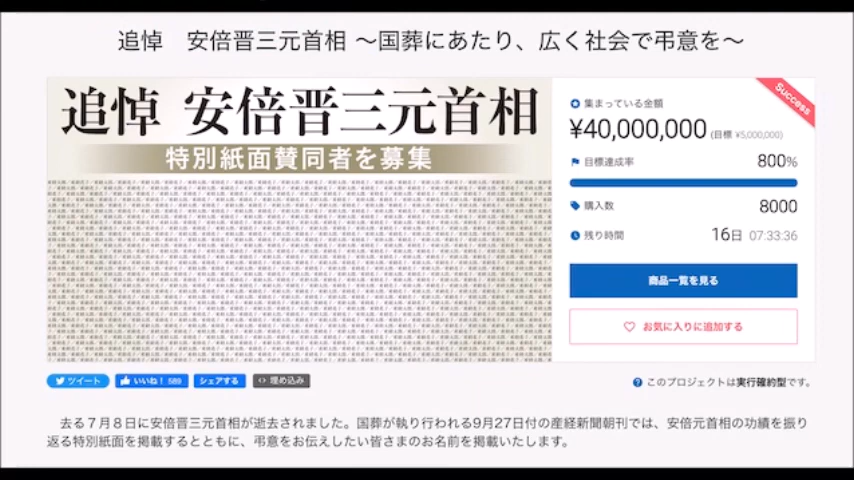 追悼　安倍晋三元首相 ～国葬にあたり、広く社会で弔意を～
追悼 安倍晋三元首相
特別紙面賛同者を募集
Success
集まっている金額
¥40,000,000 (目標 ¥5,000,000)
目標達成率 800%
購入数 8000
残り時間 16日 07:33:36
商品一覧を見る
お気に入りに追加する
ツイート いいね！ 589 シェアする 埋め込み
このプロジェクトは実行確約型です。
去る７月８日に安倍晋三元首相が逝去されました。国葬が執り行われる9月27日付の産経新聞朝刊では、安倍元首相の功績を振り
返る特別紙面を掲載するとともに、弔意をお伝えしたい皆さまのお名前を掲載いたします。